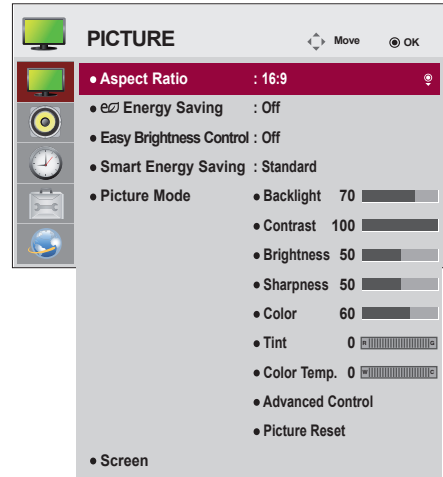 PICTURE Move OK
• Aspect Ratio : 16:9
• e Energy Saving : Off
• Easy Brightness Control : Off
• Smart Energy Saving : Standard
• Picture Mode • Backlight 70
• Contrast 100
• Brightness 50
• Sharpness 50
• Color 60
• Tint 0 R G
• Color Temp. 0 W C
• Advanced Control
• Picture Reset
• Screen